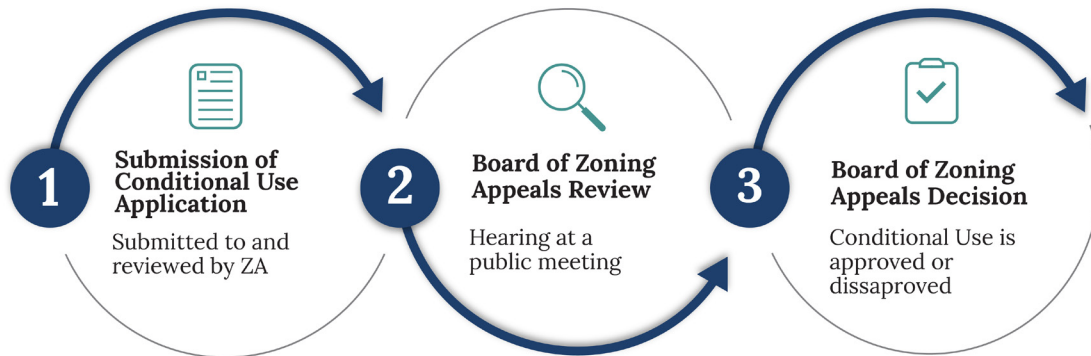 1
Submission of
Conditional Use
Application
Submitted to and
reviewed by ZA
2
Board of Zoning
Appeals Review
Hearing at a
public meeting
3
Board of Zoning
Appeals Decision
Conditional Use is
approved or
dissaproved